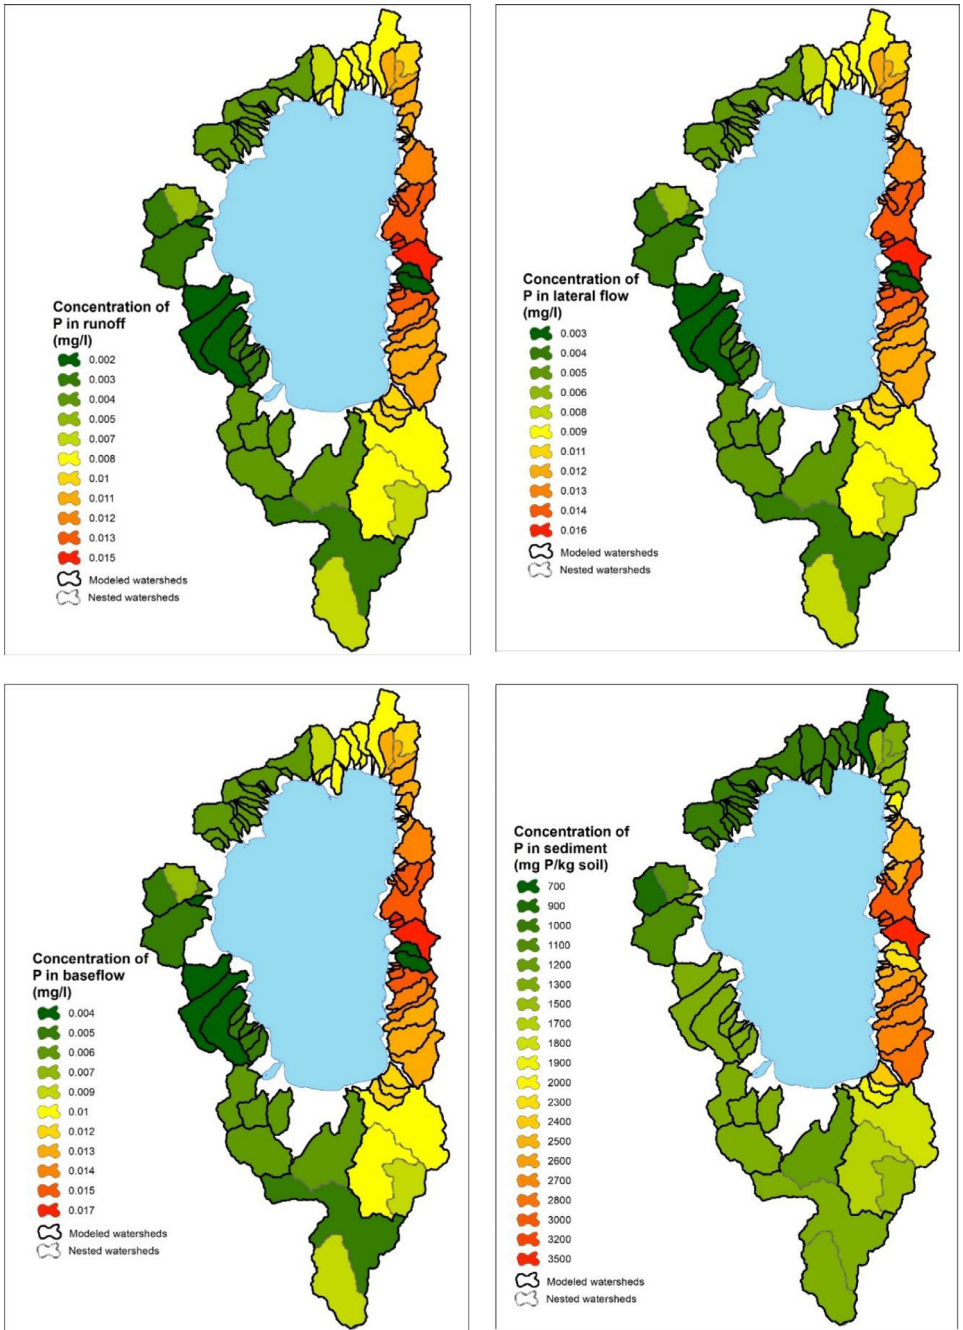 Concentration of
P in runoff
(mg/l)
0.002
0.003
0.004
0.005
0.007
0.008
0.01
0.011
0.012
0.013
0.015
Modeled watersheds
Nested watersheds
Concentration of
P in lateral flow
(mg/l)
0.003
0.004
0.005
0.006
0.008
0.009
0.011
0.012
0.013
0.014
0.016
Modeled watersheds
Nested watersheds
Concentration of
P in baseflow
(mg/l)
0.004
0.005
0.006
0.007
0.009
0.01
0.012
0.013
0.014
0.015
0.017
Modeled watersheds
Nested watersheds
Concentration of
P in sediment
(mg P/kg soil)
700
900
1000
1100
1200
1300
1500
1700
1800
1900
2000
2300
2400
2500
2600
2700
2800
3000
3200
3500
Modeled watersheds
Nested watersheds